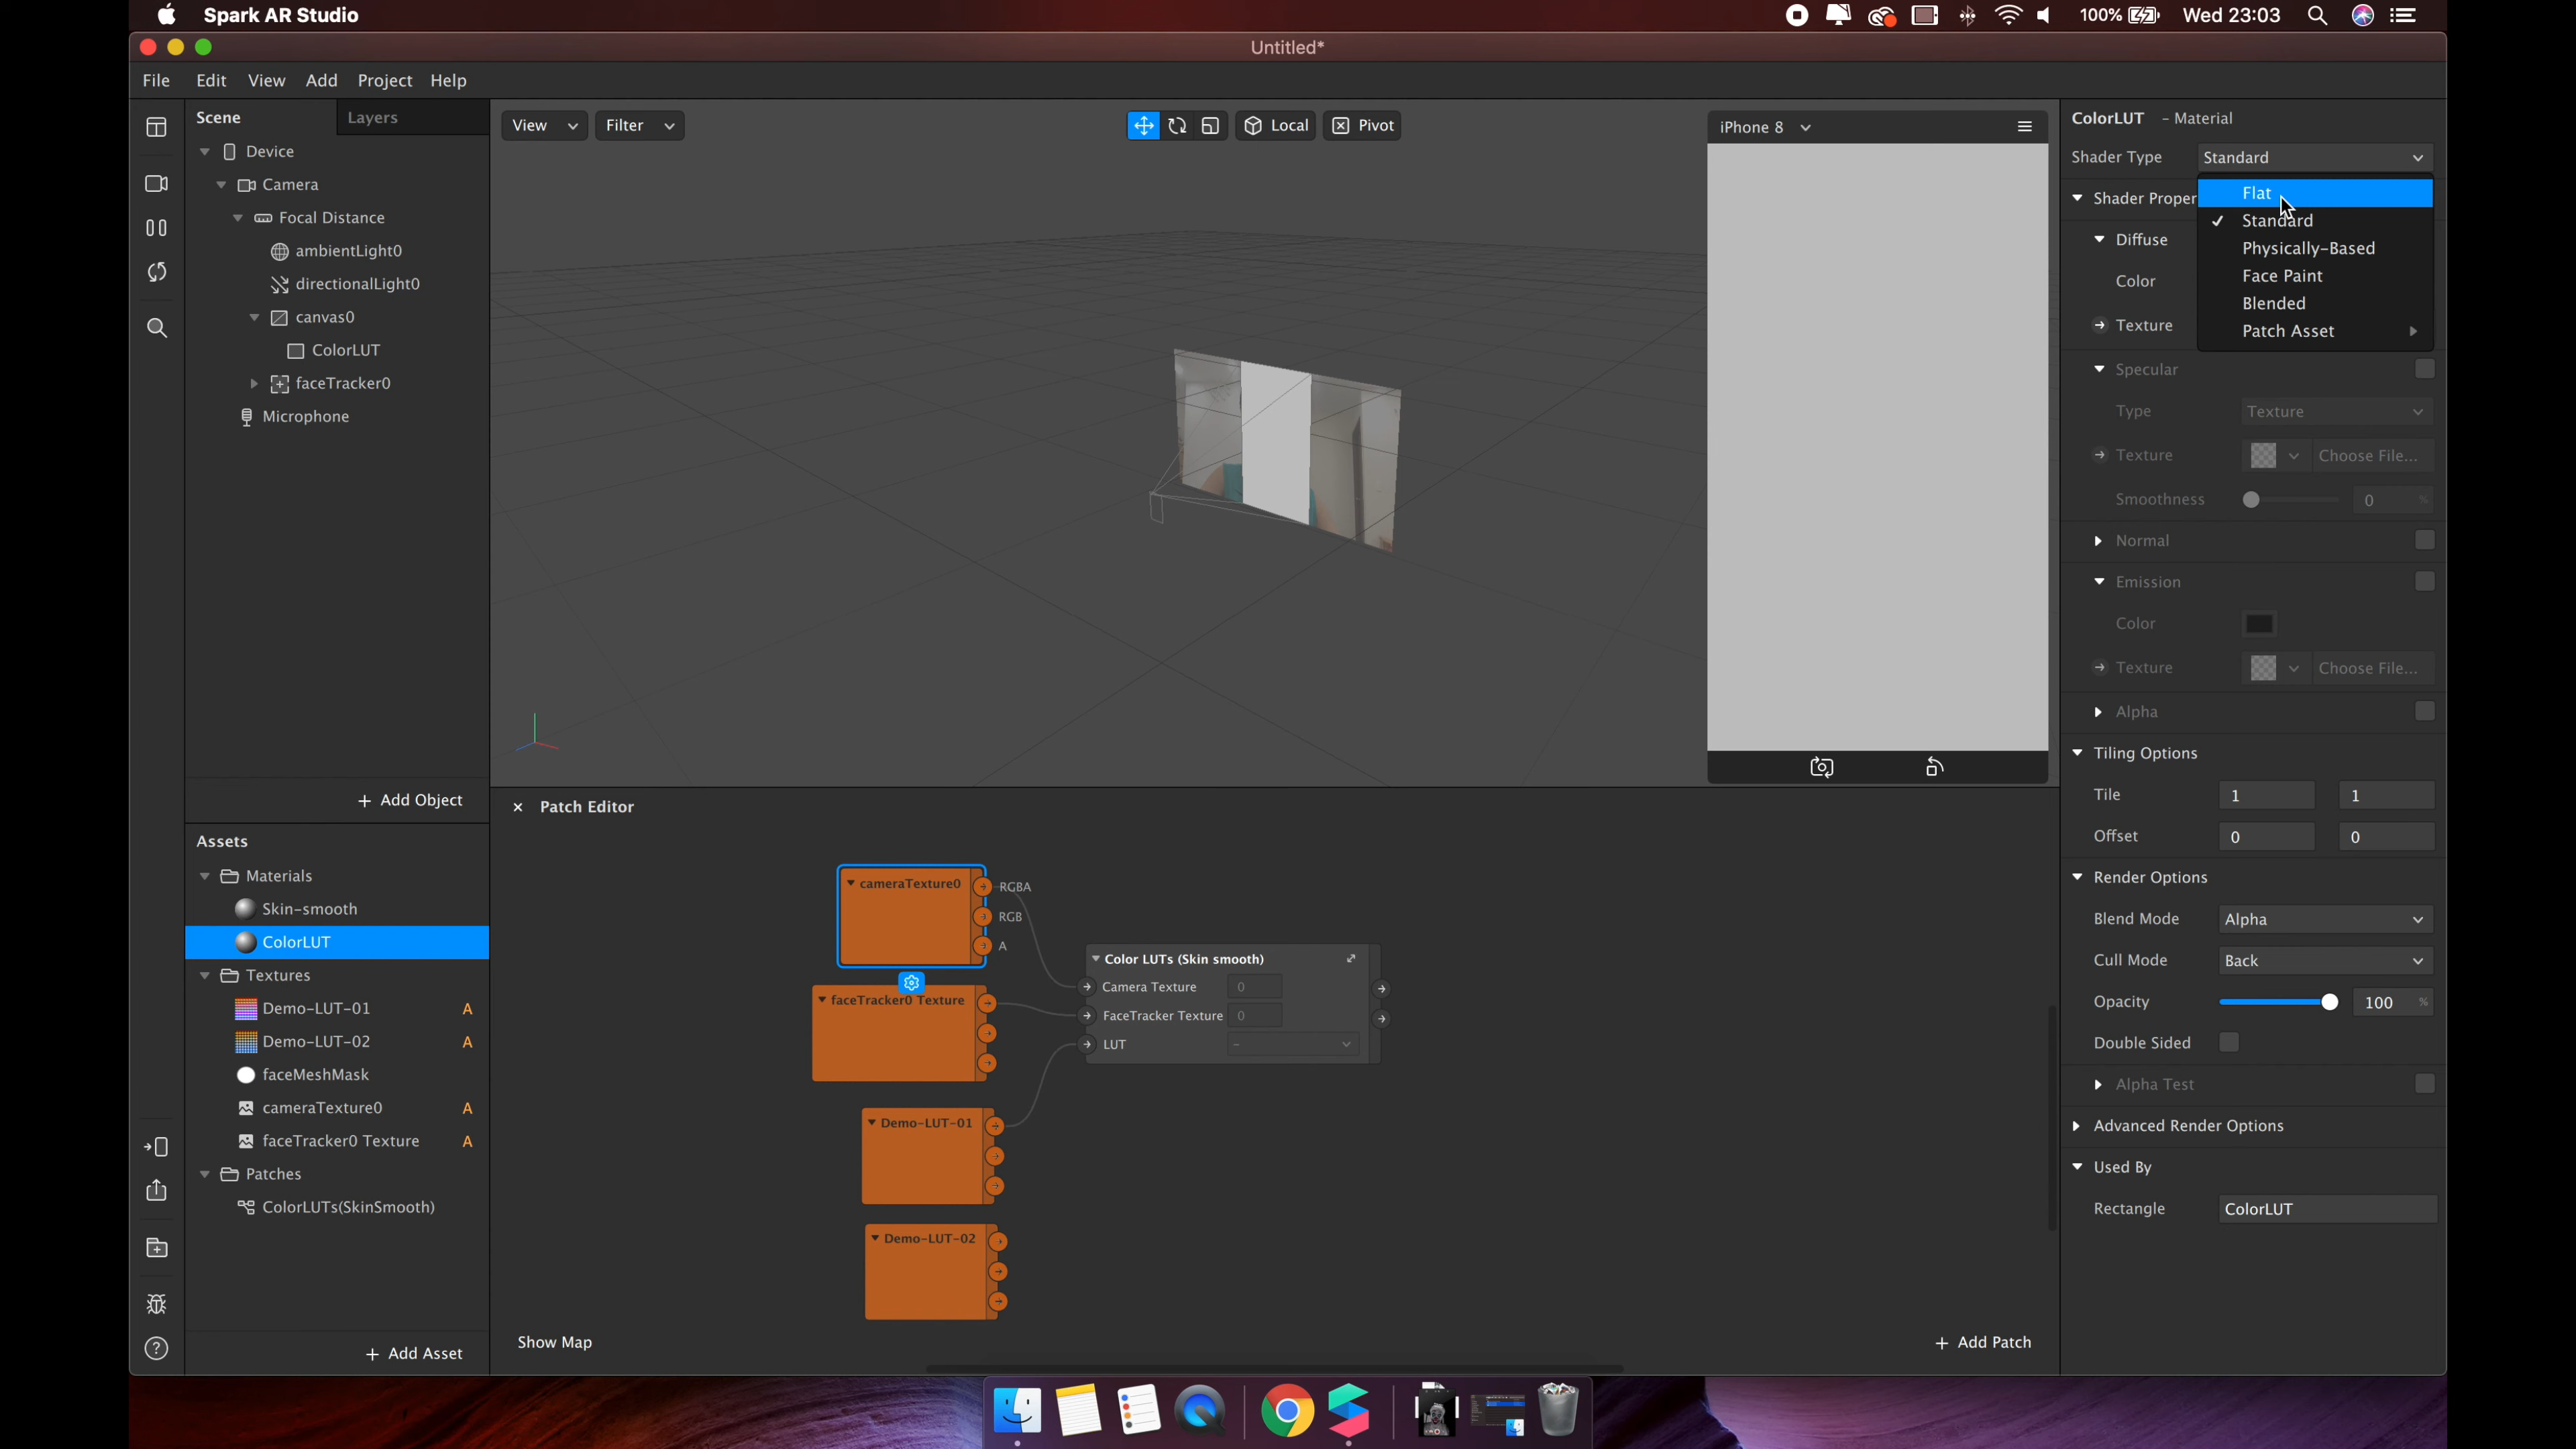 Spark AR Studio
100%
Wed 23:03
Untitled*
File Edit View Add Project Help
Scene
Layers
Device
Camera
Focal Distance
ambientLight0
directionalLight0
canvas0
ColorLUT
faceTracker0
Microphone
+ Add Object
Assets
Materials
Skin-smooth
ColorLUT
Textures
Demo-LUT-01 A
Demo-LUT-02 A
faceMeshMask
cameraTexture0 A
faceTracker0 Texture A
Patches
ColorLUTs(SkinSmooth)
+ Add Asset
View
Filter
Local
Pivot
iPhone 8
Patch Editor
cameraTexture0
RGBA
RGB
A
faceTracker0 Texture
Demo-LUT-01
Demo-LUT-02
Color LUTs (Skin smooth)
Camera Texture 0
FaceTracker Texture 0
LUT -
Show Map
+ Add Patch
ColorLUT - Material
Shader Type Standard
Flat
Standard
Physically-Based
Face Paint
Blended
Patch Asset
Shader Proper
Diffuse
Color
Texture
Specular
Type Texture
Texture Choose File...
Smoothness 0 %
Normal
Emission
Color
Texture Choose File...
Alpha
Tiling Options
Tile 1 1
Offset 0 0
Render Options
Blend Mode Alpha
Cull Mode Back
Opacity 100 %
Double Sided
Alpha Test
Advanced Render Options
Used By
Rectangle ColorLUT